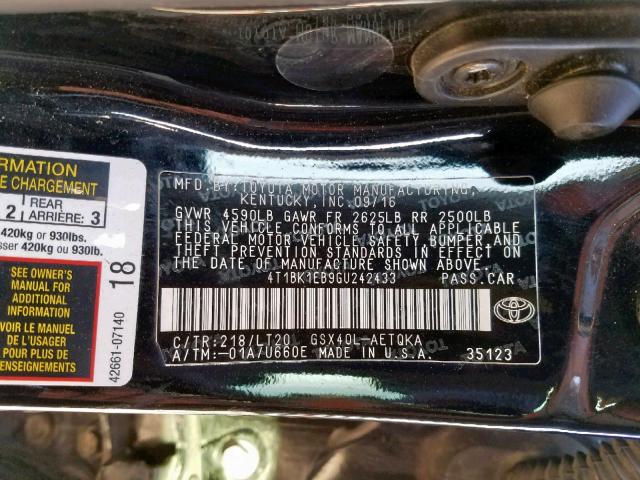 RMATION
E CHARGEMENT
2 REAR ARRIÈRE: 3
420kg or 930lbs.
sser 420kg ou 930lb.
SEE OWNER'S
MANUAL FOR
ADDITIONAL
INFORMATION
VOIR LE MANUEL
DE L'USAGER
POUR PLUS DE
RENSEIGNEMENTS
18
42661-07140
MFD. BY: TOYOTA MOTOR MANUFACTURING,
KENTUCKY, INC. 09/16
GVWR 4590LB GAWR FR 2625LB RR 2500LB
THIS VEHICLE CONFORMS TO ALL APPLICABLE
FEDERAL MOTOR VEHICLE SAFETY, BUMPER AND
THEFT PREVENTION STANDARDS IN EFFECT ON
THE DATE OF MANUFACTURE SHOWN ABOVE.
4T1BK1EB9GU242433 PASS.CAR
C/TR:218/LT20 GSX40L-AETQKA
A/TM:-01A/U660E MADE IN U.S.A. 35123
TOYOTA